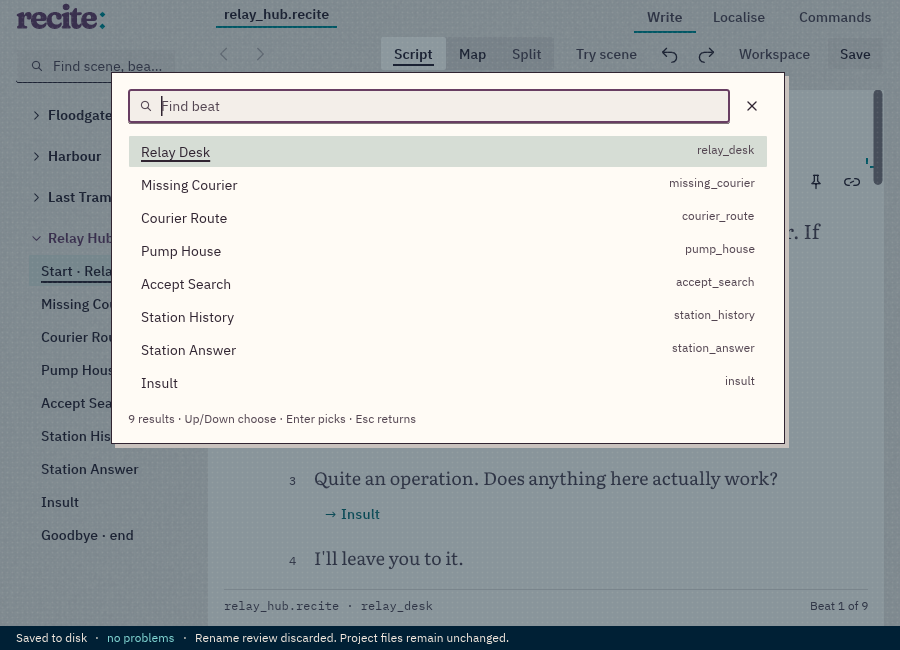 recite:
relay_hub.recite
Write
Localise
Commands
Find scene, bea...
Script
Map
Split
Try scene
Workspace
Save
Find beat
Relay Desk relay_desk
Missing Courier missing_courier
Courier Route courier_route
Pump House pump_house
Accept Search accept_search
Station History station_history
Station Answer station_answer
Insult insult
9 results · Up/Down choose · Enter picks · Esc returns
Floodgate
Harbour
Last Tram
Relay Hub
Start · Rela
Missing Cou
Courier Rou
Pump Hous
Accept Sea
Station His
Station Answer
Insult
Goodbye · end
If
3 Quite an operation. Does anything here actually work?
→ Insult
4 I'll leave you to it.
relay_hub.recite · relay_desk
Beat 1 of 9
Saved to disk · no problems · Rename review discarded. Project files remain unchanged.